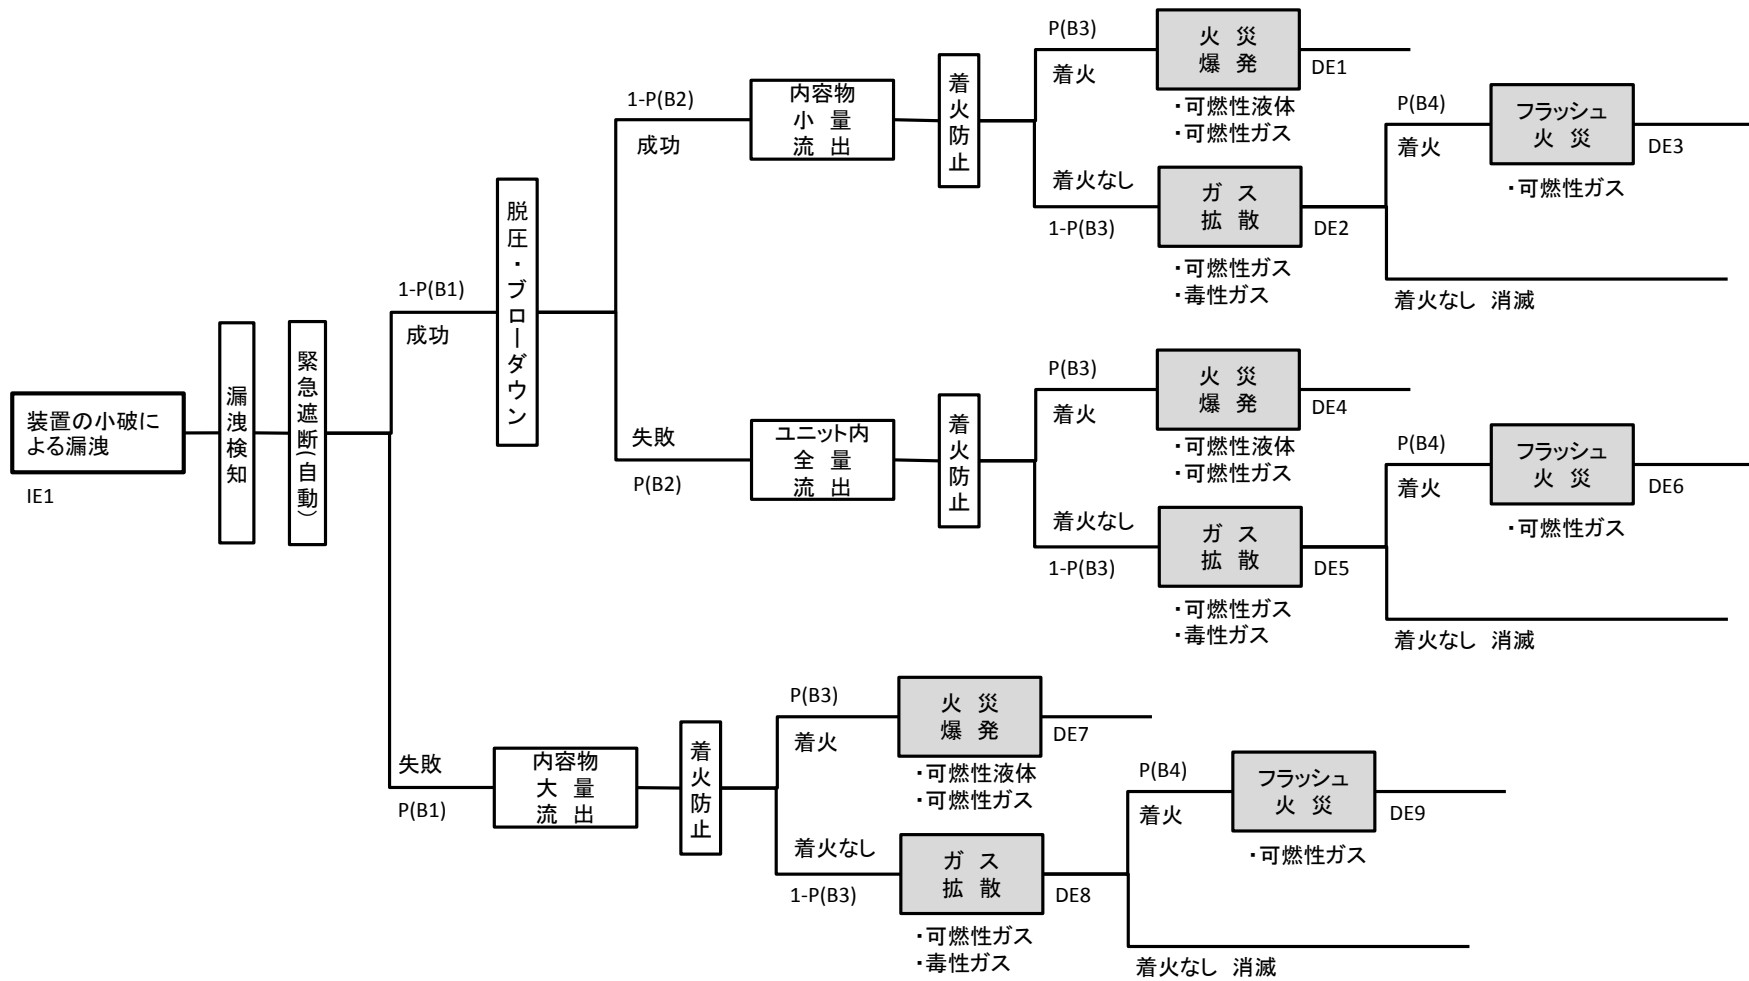 装置の小破に
よる漏洩
IE1
漏洩検知
緊急遮断(自動)
1-P(B1)
成功
失敗
P(B1)
脱圧・ブローダウン
1-P(B2)
成功
失敗
P(B2)
内容物
小 量
流 出
着火防止
P(B3)
着火
火 災
爆 発
DE1
・可燃性液体
・可燃性ガス
着火なし
1-P(B3)
ガ ス
拡 散
DE2
・可燃性ガス
・毒性ガス
P(B4)
着火
フラッシュ
火 災
DE3
・可燃性ガス
着火なし 消滅
ユニット内
全 量
流 出
着火防止
P(B3)
着火
火 災
爆 発
DE4
・可燃性液体
・可燃性ガス
着火なし
1-P(B3)
ガ ス
拡 散
DE5
・可燃性ガス
・毒性ガス
P(B4)
着火
フラッシュ
火 災
DE6
・可燃性ガス
着火なし 消滅
内容物
大 量
流 出
着火防止
P(B3)
着火
火 災
爆 発
DE7
・可燃性液体
・可燃性ガス
着火なし
1-P(B3)
ガ ス
拡 散
DE8
・可燃性ガス
・毒性ガス
P(B4)
着火
フラッシュ
火 災
DE9
・可燃性ガス
着火なし 消滅